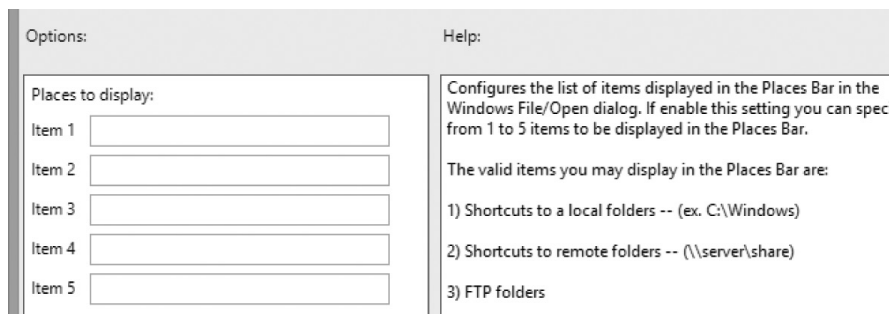 Options:
Help:
Places to display:
Item 1
Item 2
Item 3
Item 4
Item 5
Configures the list of items displayed in the Places Bar in the
Windows File/Open dialog. If enable this setting you can spec
from 1 to 5 items to be displayed in the Places Bar.
The valid items you may display in the Places Bar are:
1) Shortcuts to a local folders -- (ex. C:\Windows)
2) Shortcuts to remote folders -- (\\server\share)
3) FTP folders